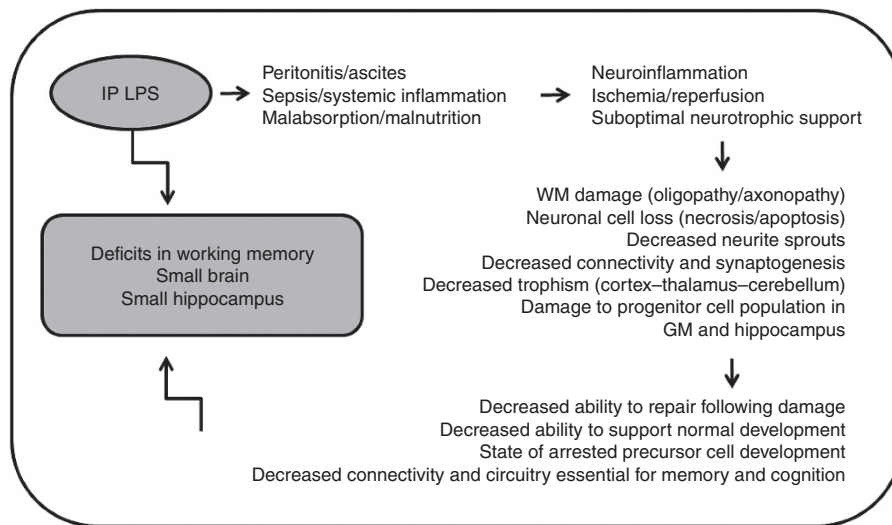 IP LPS
Peritonitis/ascites
Sepsis/systemic inflammation
Malabsorption/malnutrition
Neuroinflammation
Ischemia/reperfusion
Suboptimal neurotrophic support
WM damage (oligopathy/axonopathy)
Neuronal cell loss (necrosis/apoptosis)
Decreased neurite sprouts
Decreased connectivity and synaptogenesis
Decreased trophism (cortex–thalamus–cerebellum)
Damage to progenitor cell population in
GM and hippocampus
Deficits in working memory
Small brain
Small hippocampus
Decreased ability to repair following damage
Decreased ability to support normal development
State of arrested precursor cell development
Decreased connectivity and circuitry essential for memory and cognition